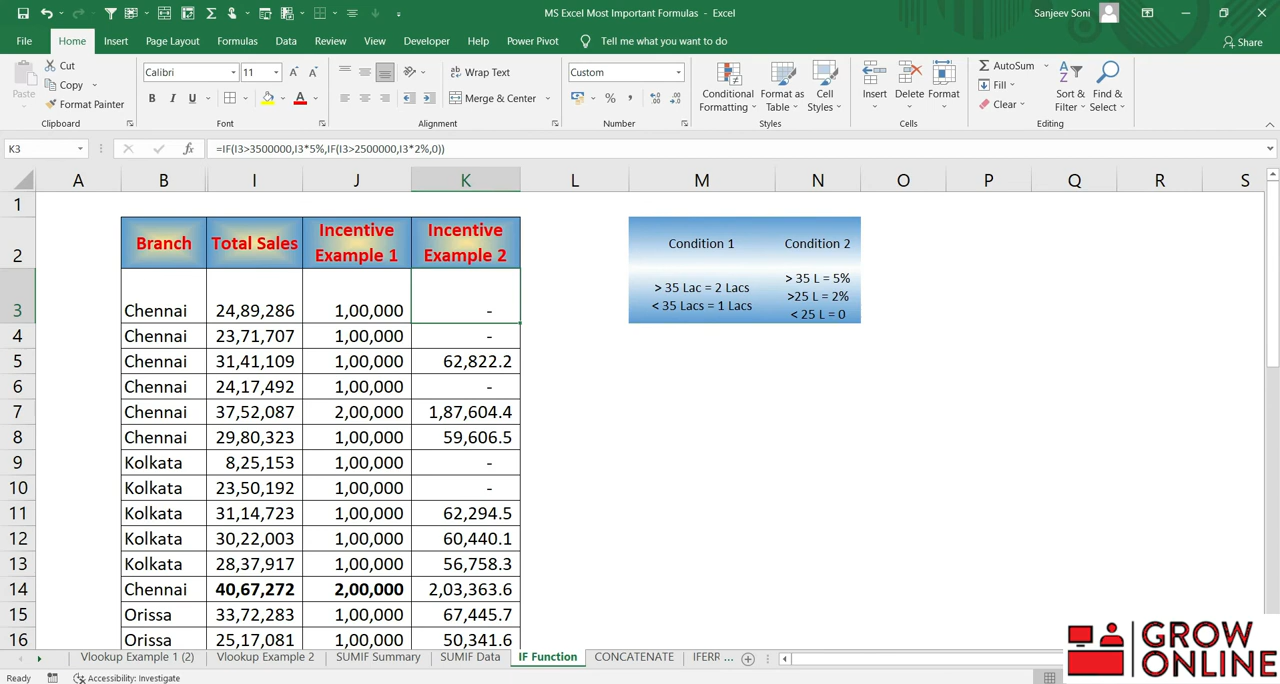 MS Excel Most Important Formulas - Excel
Sanjeev Soni
File Home Insert Page Layout Formulas Data Review View Developer Help Power Pivot Tell me what you want to do
Share
Paste
Cut
Copy
Format Painter
Clipboard
Calibri 11
B I U
Font
Wrap Text
Merge & Center
Alignment
Custom
%
Number
Conditional Formatting
Format as Table
Cell Styles
Styles
Insert Delete Format
Cells
AutoSum
Fill
Clear
Sort & Filter
Find & Select
Editing
K3 fx =IF(I3>3500000,I3*5%,IF(I3>2500000,I3*2%,0))
A B I J K L M N O P Q R S
1
2 Branch Total Sales Incentive Example 1 Incentive Example 2
3 Chennai 24,89,286 1,00,000 -
4 Chennai 23,71,707 1,00,000 -
5 Chennai 31,41,109 1,00,000 62,822.2
6 Chennai 24,17,492 1,00,000 -
7 Chennai 37,52,087 2,00,000 1,87,604.4
8 Chennai 29,80,323 1,00,000 59,606.5
9 Kolkata 8,25,153 1,00,000 -
10 Kolkata 23,50,192 1,00,000 -
11 Kolkata 31,14,723 1,00,000 62,294.5
12 Kolkata 30,22,003 1,00,000 60,440.1
13 Kolkata 28,37,917 1,00,000 56,758.3
14 Chennai 40,67,272 2,00,000 2,03,363.6
15 Orissa 33,72,283 1,00,000 67,445.7
16 Orissa 25,17,081 1,00,000 50,341.6
Condition 1
> 35 Lac = 2 Lacs
< 35 Lacs = 1 Lacs
Condition 2
> 35 L = 5%
>25 L = 2%
< 25 L = 0
Vlookup Example 1 (2) Vlookup Example 2 SUMIF Summary SUMIF Data IF Function CONCATENATE IFERR ...
Ready Accessibility: Investigate
GROW
ONLINE